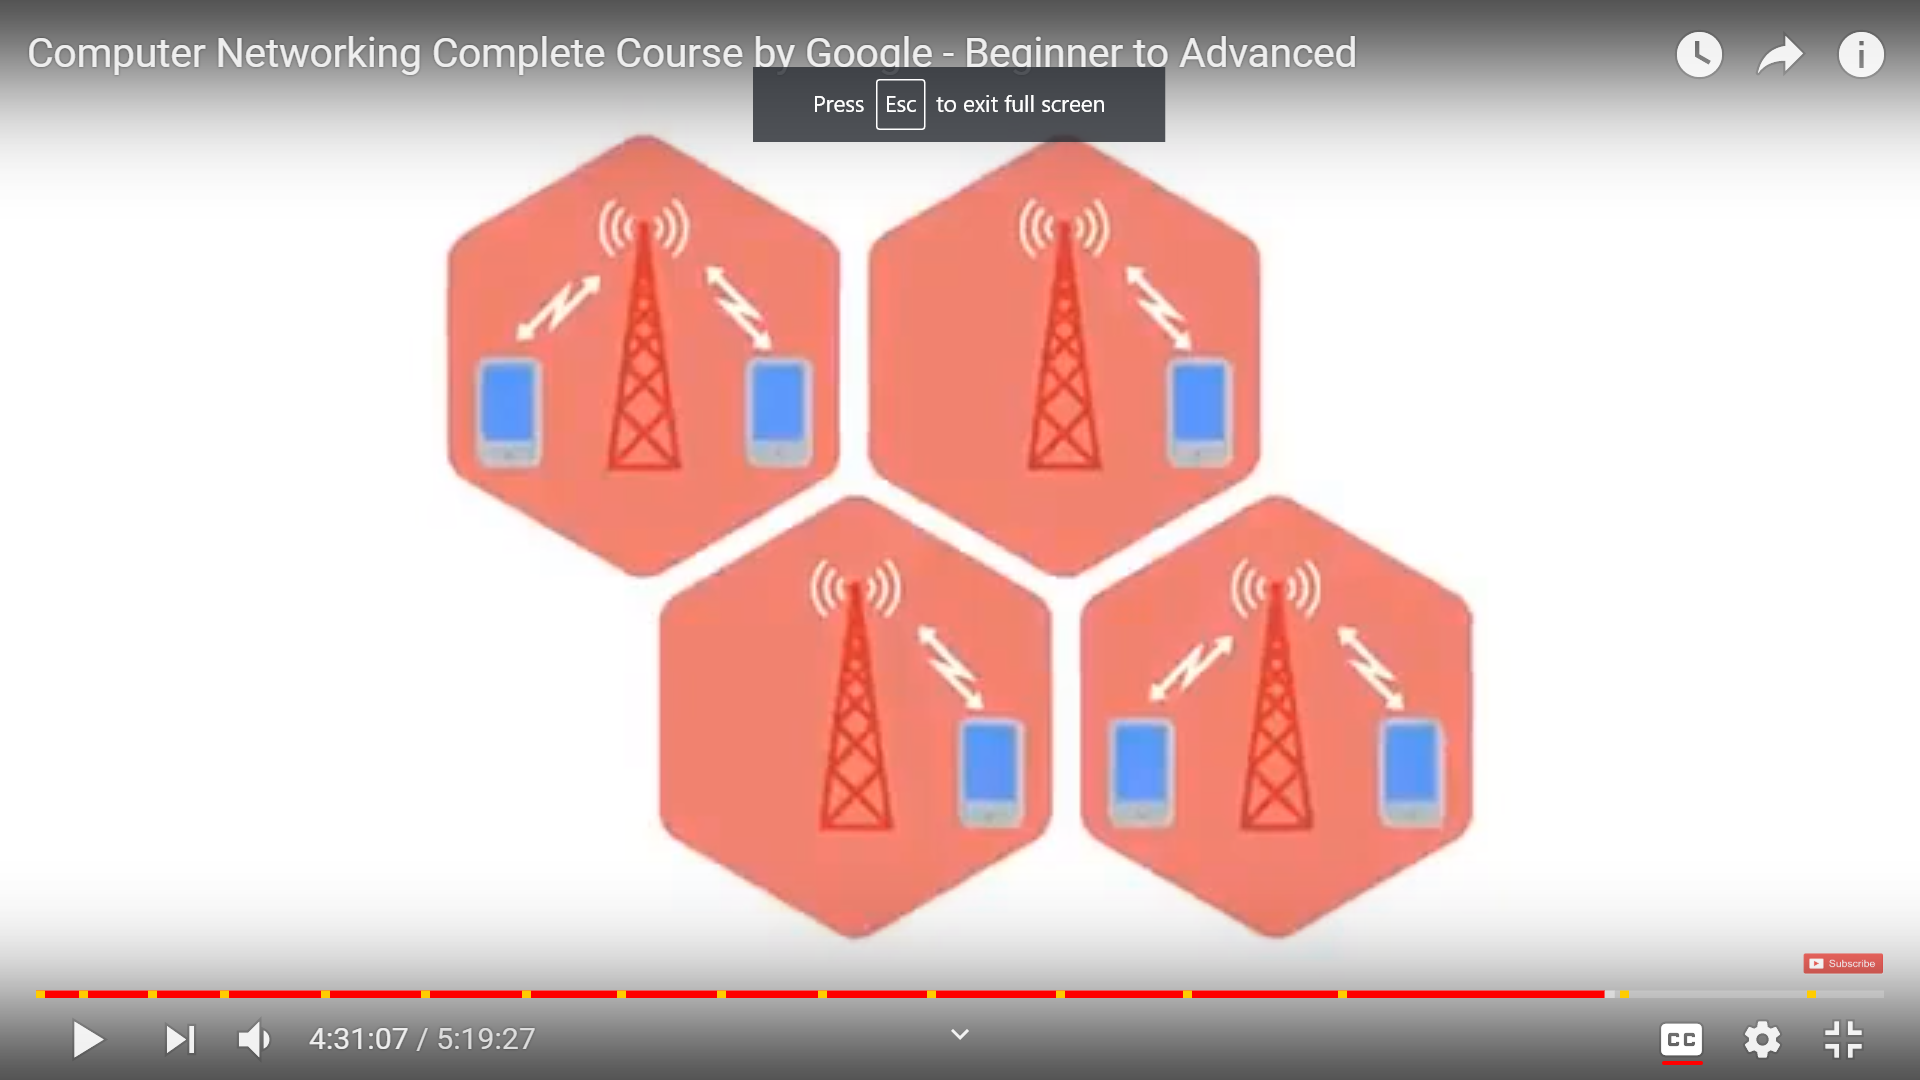 Computer Networking Complete Course by Google - Beginner to Advanced
Press Esc to exit full screen
Subscribe
4:31:07 / 5:19:27
CC